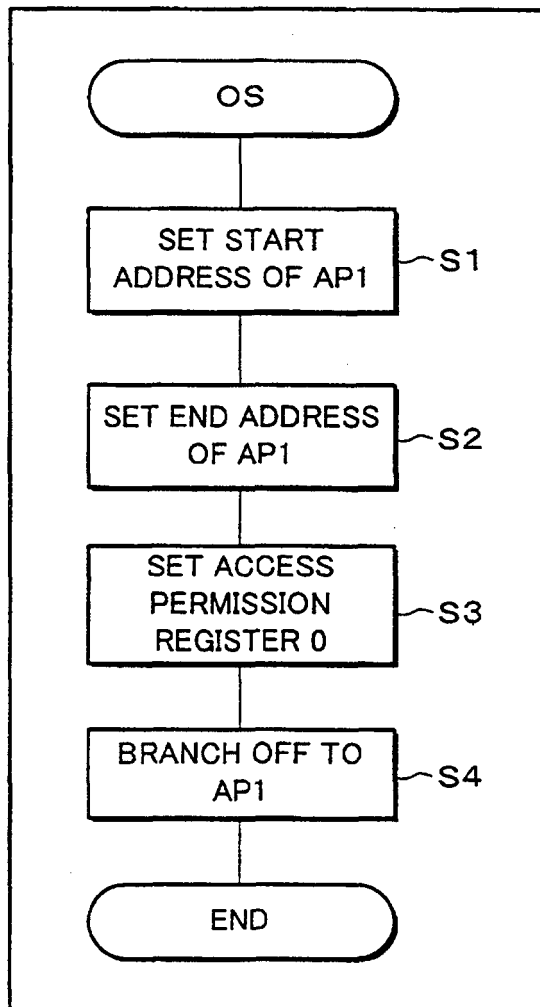 OS
SET START
ADDRESS OF AP1
S1
SET END ADDRESS
OF AP1
S2
SET ACCESS
PERMISSION
REGISTER 0
S3
BRANCH OFF TO
AP1
S4
END